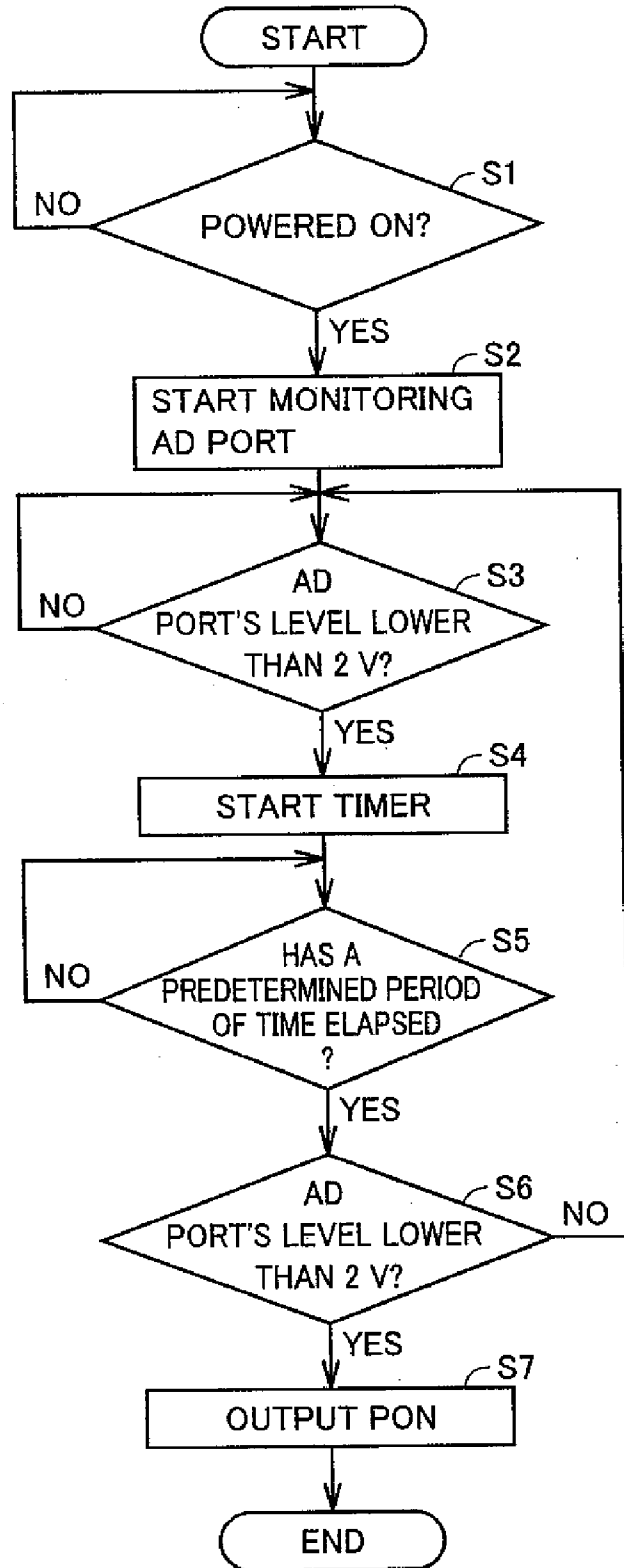 START
S1
NO
POWERED ON?
YES
S2
START MONITORING
AD PORT
S3
AD
NO
PORT'S LEVEL LOWER
THAN 2 V?
YES
S4
START TIMER
S5
HAS A
NO
PREDETERMINED PERIOD
OF TIME ELAPSED
?
YES
S6
AD
NO
PORT'S LEVEL LOWER
THAN 2 V?
YES
S7
OUTPUT PON
END